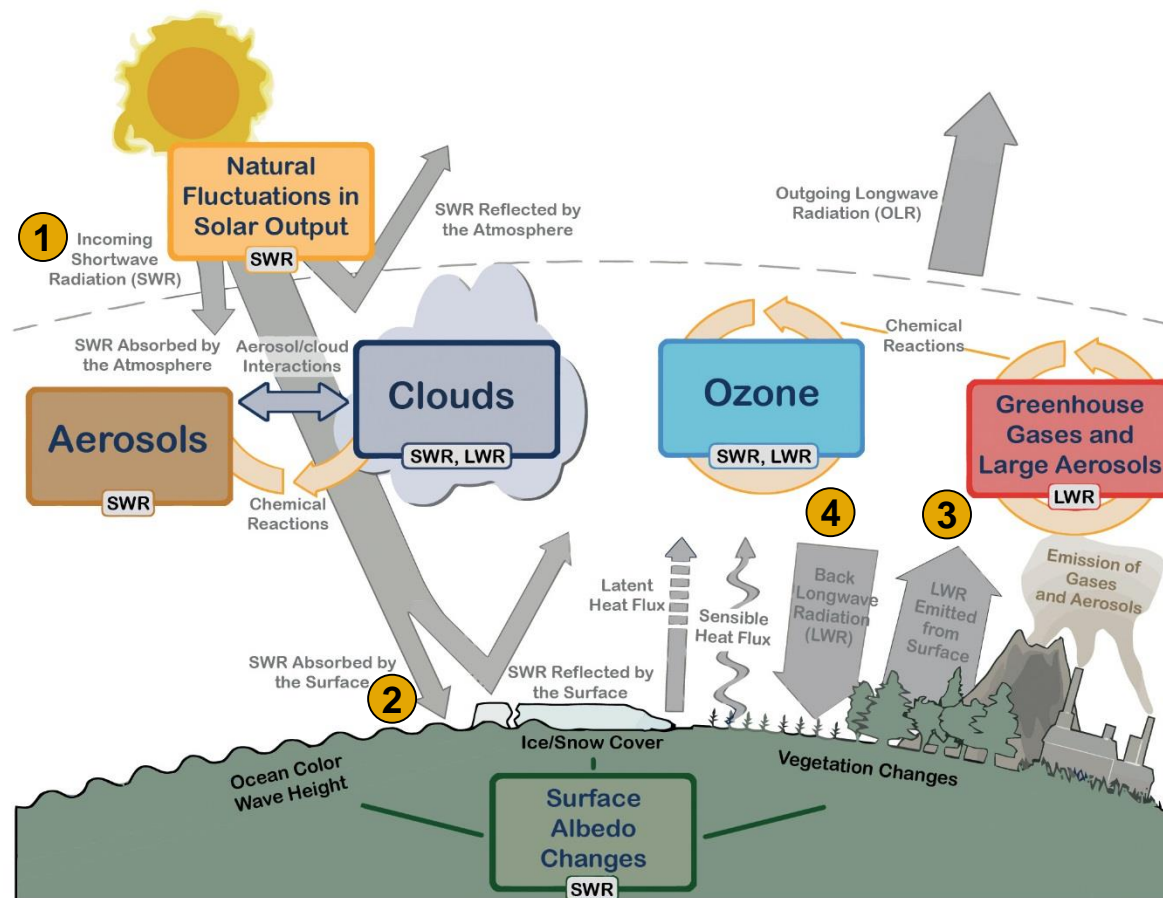 Natural
Fluctuations in
Solar Output
SWR
1
Incoming
Shortwave
Radiation (SWR)
SWR Reflected by
the Atmosphere
Outgoing Longwave
Radiation (OLR)
SWR Absorbed by
the Atmosphere
Aerosol/cloud
Interactions
Chemical
Reactions
Aerosols
SWR
Clouds
SWR, LWR
Ozone
SWR, LWR
Greenhouse
Gases and
Large Aerosols
LWR
Chemical
Reactions
4
3
Latent
Heat Flux
Sensible
Heat Flux
Back
Longwave
Radiation
(LWR)
LWR
Emitted
from
Surface
Emission of
Gases
and Aerosols
SWR Absorbed by
the Surface
2
SWR Reflected by
the Surface
Ocean Color
Wave Height
Ice/Snow Cover
Vegetation Changes
Surface
Albedo
Changes
SWR